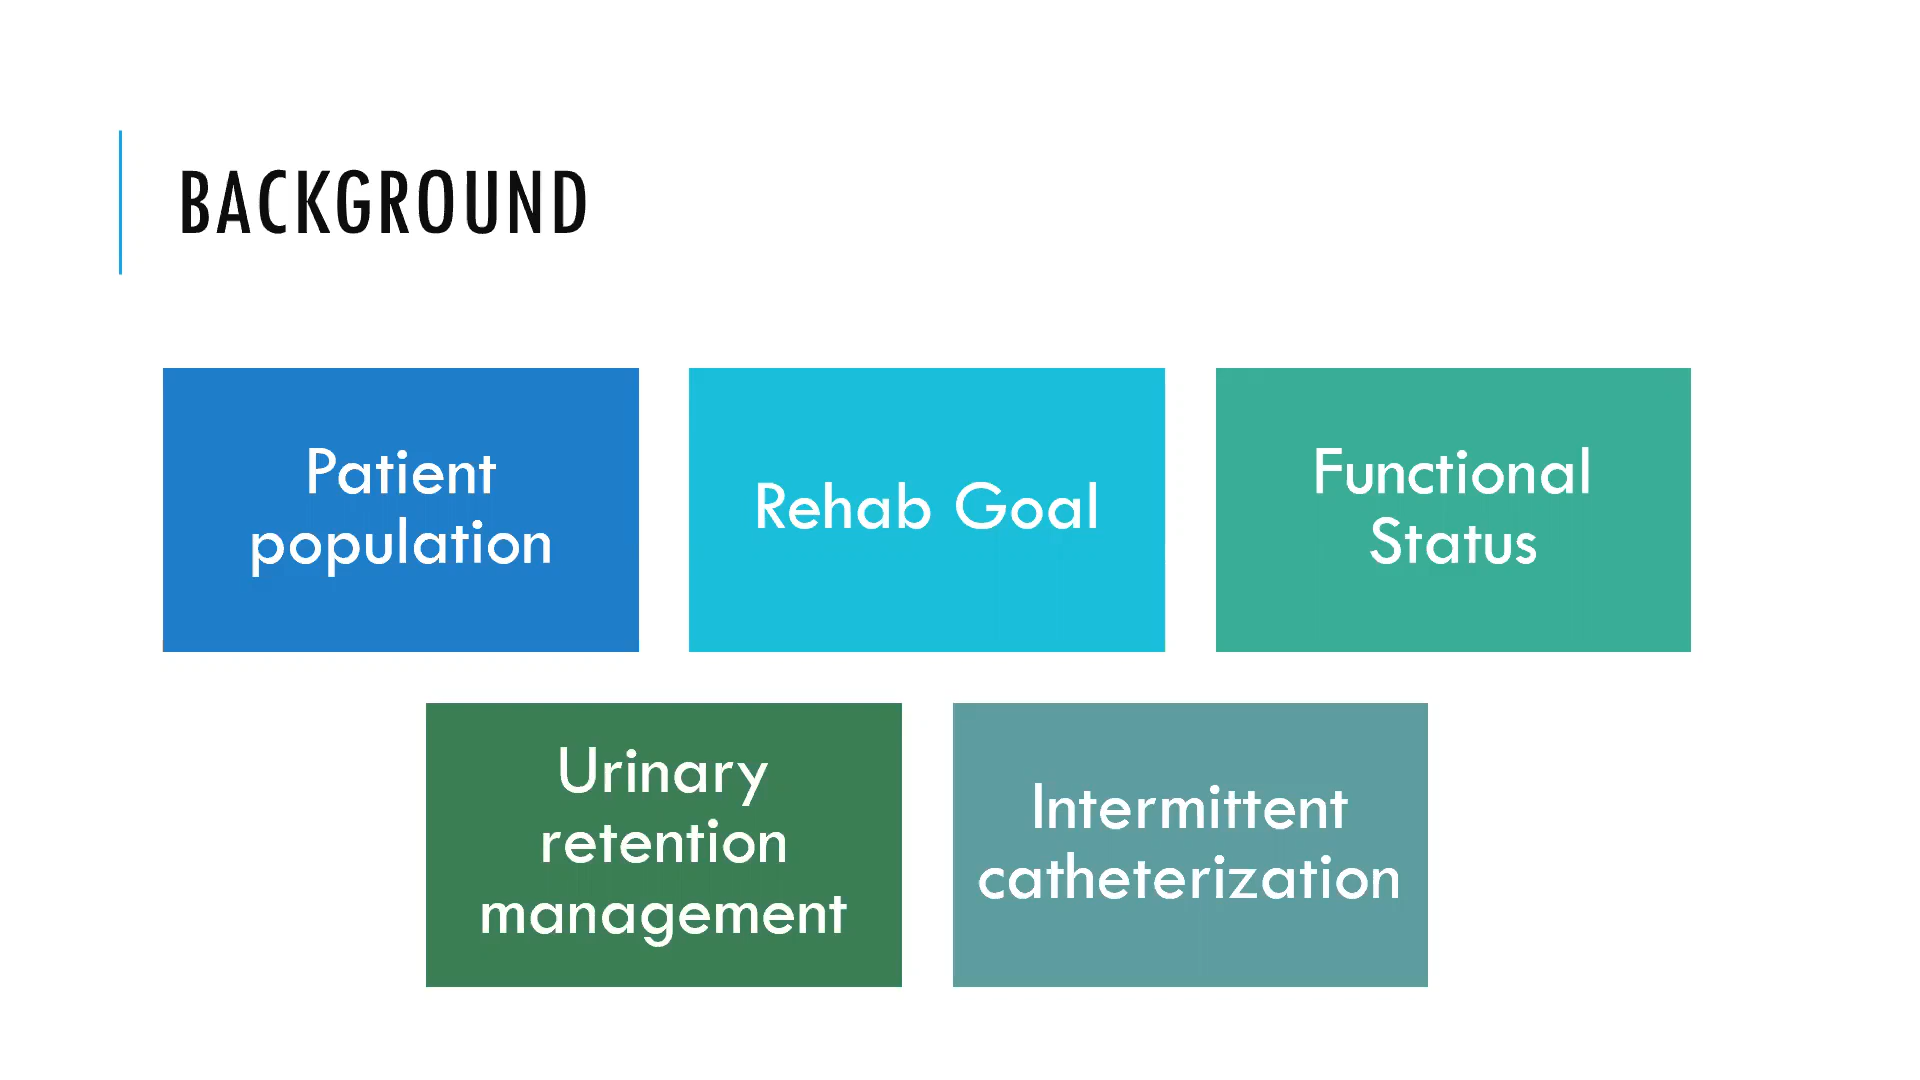 BACKGROUND
Patient
population
Rehab Goal
Functional
Status
Urinary
retention
management
Intermittent
catheterization